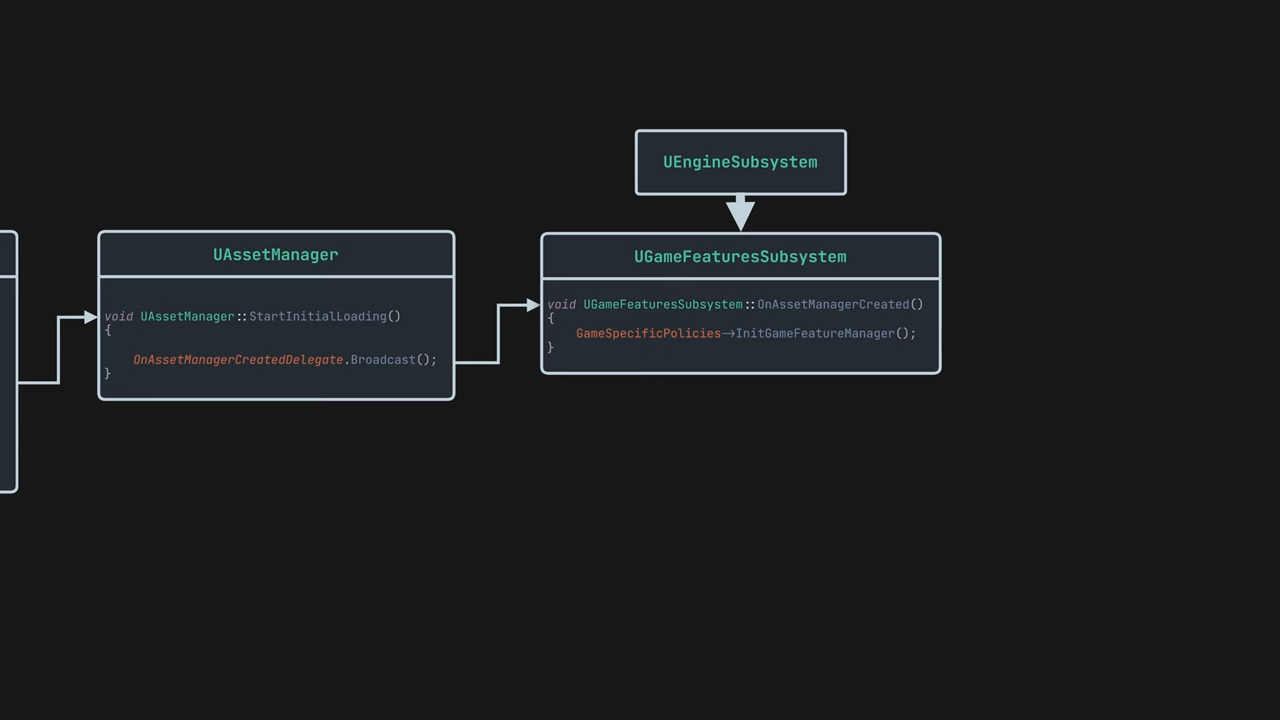 UEngineSubsystem
UAssetManager
void UAssetManager::StartInitialLoading()
{
OnAssetManagerCreatedDelegate.Broadcast();
}
UGameFeaturesSubsystem
void UGameFeaturesSubsystem::OnAssetManagerCreated()
{
GameSpecificPolicies->InitGameFeatureManager();
}